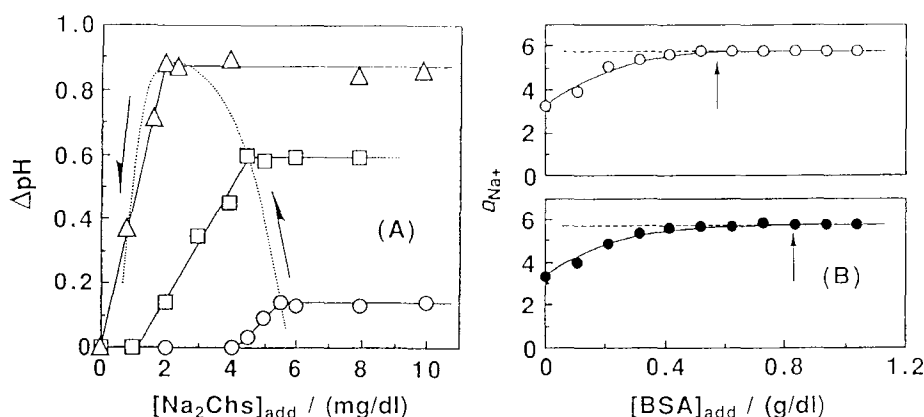 1.0
0.8
0.6
0.4
0.2
0
ΔpH
(A)
0 2 4 6 8 10
[Na₂Chs]add / (mg/dl)
6
4
2
0
6
4
2
0
aNa+
(B)
0 0.4 0.8 1.2
[BSA]add / (g/dl)